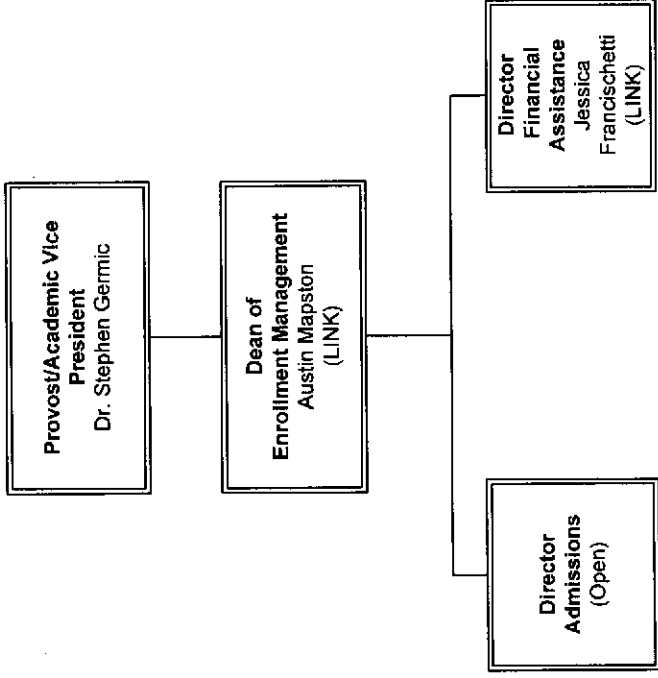 Provost/Academic Vice
President
Dr. Stephen Germic
Dean of
Enrollment Management
Austin Mapston
(LINK)
Director
Admissions
(Open)
Director
Financial
Assistance
Jessica
Francischetti
(LINK)